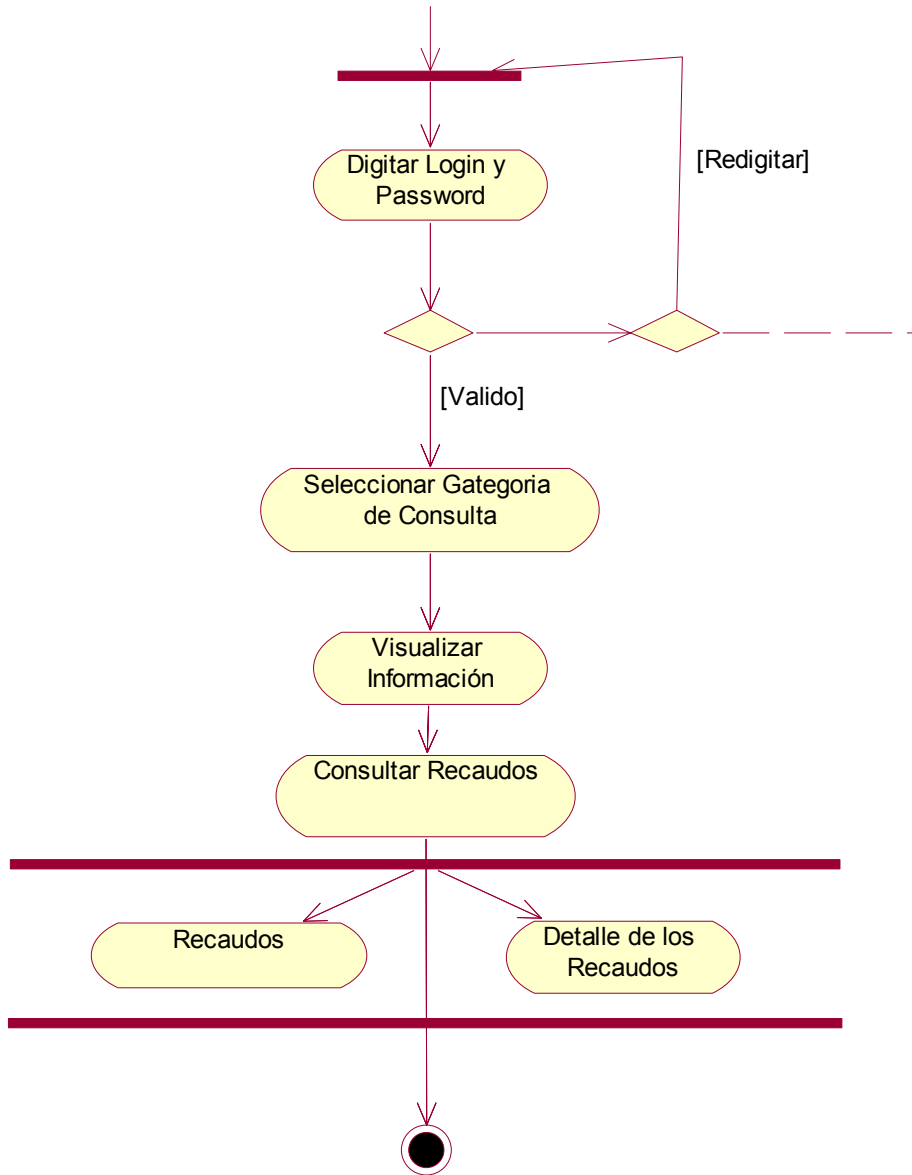 Digitar Login y
Password
[Redigitar]
[Valido]
Seleccionar Gategoria
de Consulta
Visualizar
Información
Consultar Recaudos
Recaudos
Detalle de los
Recaudos